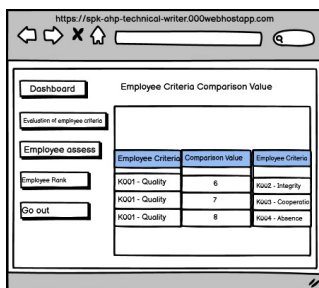 https://spk-ahp-technical-writer.000webhostapp.com
Dashboard
Employee Criteria Comparison Value
Evaluation of employee criteria
Employee assess
Employee Rank
Go out
Employee Criteria Comparison Value Employee Criteria
K001 - Quality 6 K002 - Integrity
K001 - Quality 7 K003 - Cooperatio
K001 - Quality 8 K004 - Absence